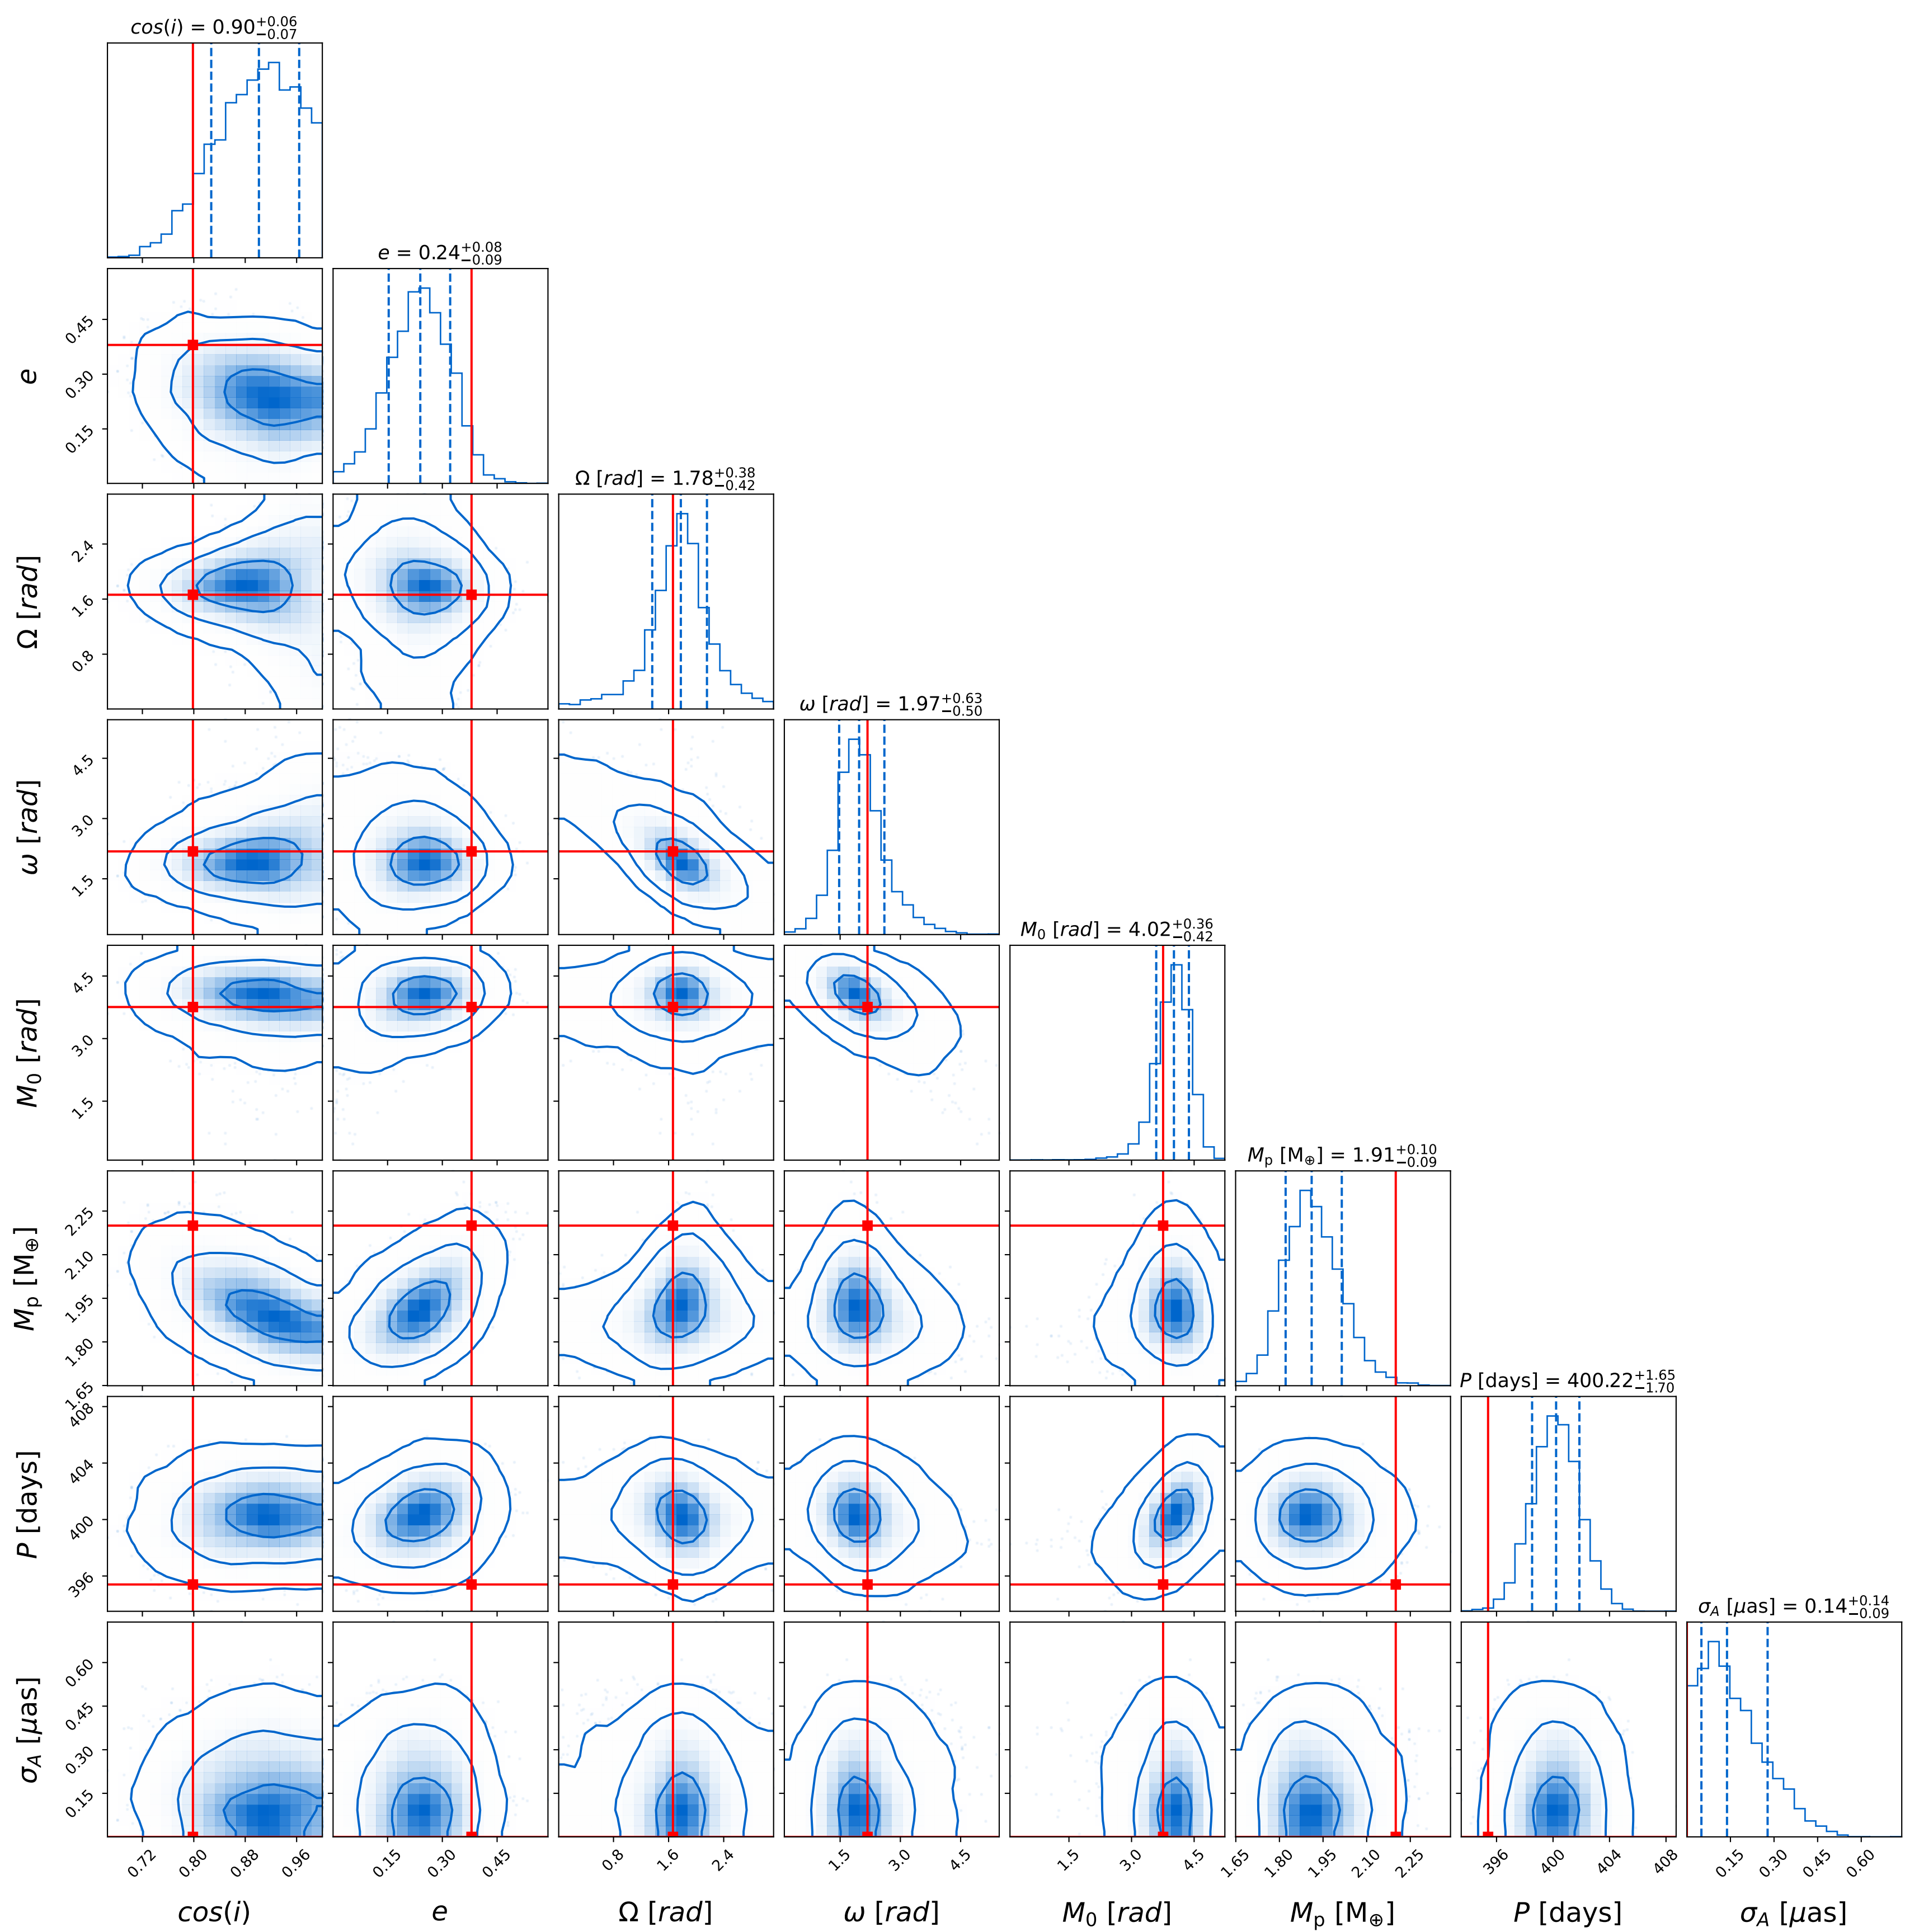 cos(i) = 0.90+0.06−0.07
e = 0.24+0.08−0.09
0.45
0.30
0.15
e
Ω [rad] = 1.78+0.38−0.42
2.4
1.6
0.8
Ω [rad]
ω [rad] = 1.97+0.63−0.50
4.5
3.0
1.5
ω [rad]
M0 [rad] = 4.02+0.36−0.42
4.5
3.0
1.5
M0 [rad]
Mp [M⊕] = 1.91+0.10−0.09
2.25
2.10
1.95
1.80
1.65
Mp [M⊕]
P [days] = 400.22+1.65−1.70
408
404
400
396
P [days]
σA [μas] = 0.14+0.14−0.09
0.60
0.45
0.30
0.15
σA [μas]
0.72 0.80 0.88 0.96 0.15 0.30 0.45 0.8 1.6 2.4 1.5 3.0 4.5 1.5 3.0 4.5 1.65 1.80 1.95 2.10 2.25 396 400 404 408 0.15 0.30 0.45 0.60
cos(i) e Ω [rad] ω [rad] M0 [rad] Mp [M⊕] P [days] σA [μas]